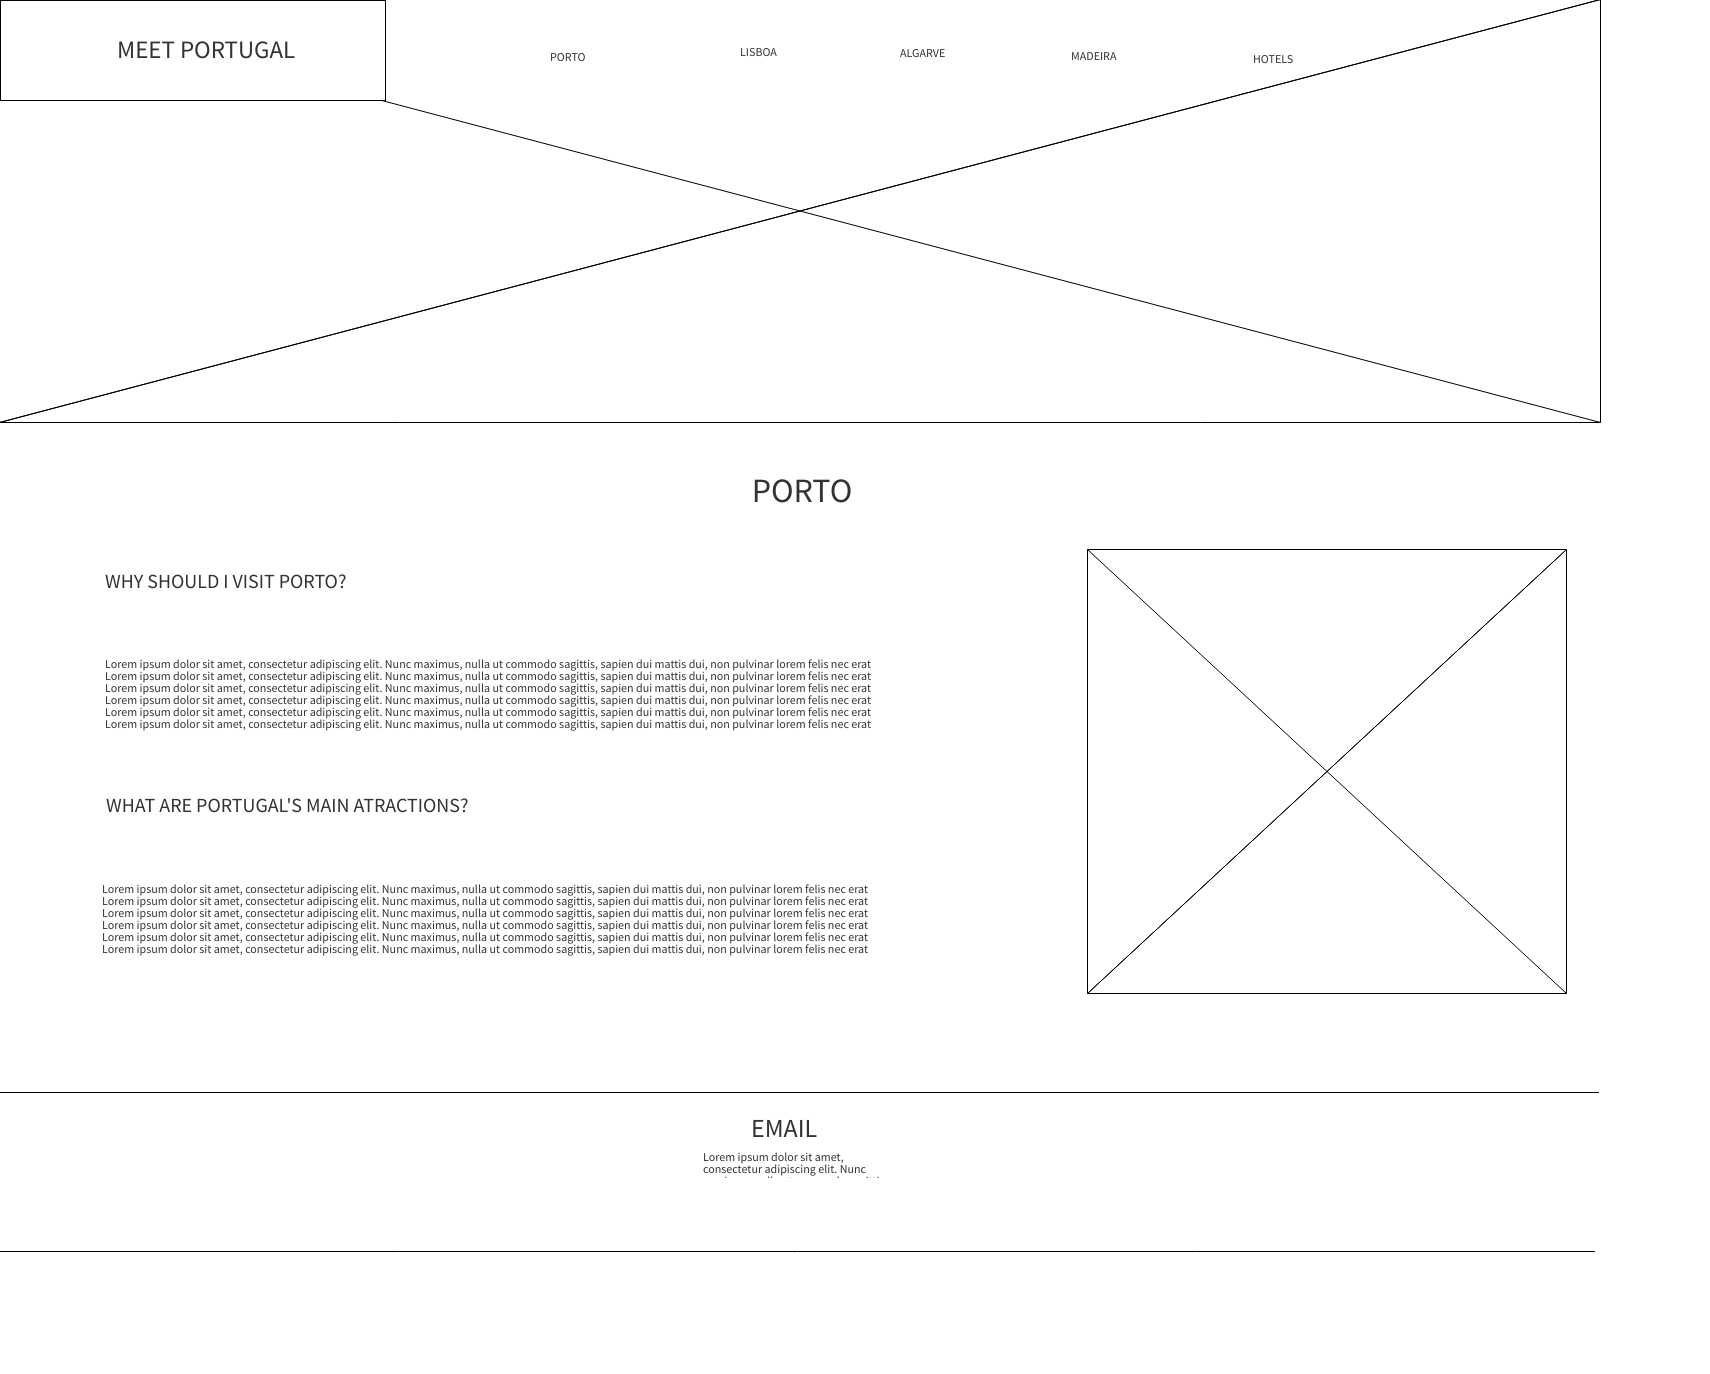 MEET PORTUGAL
PORTO
LISBOA
ALGARVE
MADEIRA
HOTELS
PORTO
WHY SHOULD I VISIT PORTO?
Lorem ipsum dolor sit amet, consectetur adipiscing elit. Nunc maximus, nulla ut commodo sagittis, sapien dui mattis dui, non pulvinar lorem felis nec erat
Lorem ipsum dolor sit amet, consectetur adipiscing elit. Nunc maximus, nulla ut commodo sagittis, sapien dui mattis dui, non pulvinar lorem felis nec erat
Lorem ipsum dolor sit amet, consectetur adipiscing elit. Nunc maximus, nulla ut commodo sagittis, sapien dui mattis dui, non pulvinar lorem felis nec erat
Lorem ipsum dolor sit amet, consectetur adipiscing elit. Nunc maximus, nulla ut commodo sagittis, sapien dui mattis dui, non pulvinar lorem felis nec erat
Lorem ipsum dolor sit amet, consectetur adipiscing elit. Nunc maximus, nulla ut commodo sagittis, sapien dui mattis dui, non pulvinar lorem felis nec erat
Lorem ipsum dolor sit amet, consectetur adipiscing elit. Nunc maximus, nulla ut commodo sagittis, sapien dui mattis dui, non pulvinar lorem felis nec erat
WHAT ARE PORTUGAL'S MAIN ATRACTIONS?
Lorem ipsum dolor sit amet, consectetur adipiscing elit. Nunc maximus, nulla ut commodo sagittis, sapien dui mattis dui, non pulvinar lorem felis nec erat
Lorem ipsum dolor sit amet, consectetur adipiscing elit. Nunc maximus, nulla ut commodo sagittis, sapien dui mattis dui, non pulvinar lorem felis nec erat
Lorem ipsum dolor sit amet, consectetur adipiscing elit. Nunc maximus, nulla ut commodo sagittis, sapien dui mattis dui, non pulvinar lorem felis nec erat
Lorem ipsum dolor sit amet, consectetur adipiscing elit. Nunc maximus, nulla ut commodo sagittis, sapien dui mattis dui, non pulvinar lorem felis nec erat
Lorem ipsum dolor sit amet, consectetur adipiscing elit. Nunc maximus, nulla ut commodo sagittis, sapien dui mattis dui, non pulvinar lorem felis nec erat
Lorem ipsum dolor sit amet, consectetur adipiscing elit. Nunc maximus, nulla ut commodo sagittis, sapien dui mattis dui, non pulvinar lorem felis nec erat
EMAIL
Lorem ipsum dolor sit amet,
consectetur adipiscing elit. Nunc